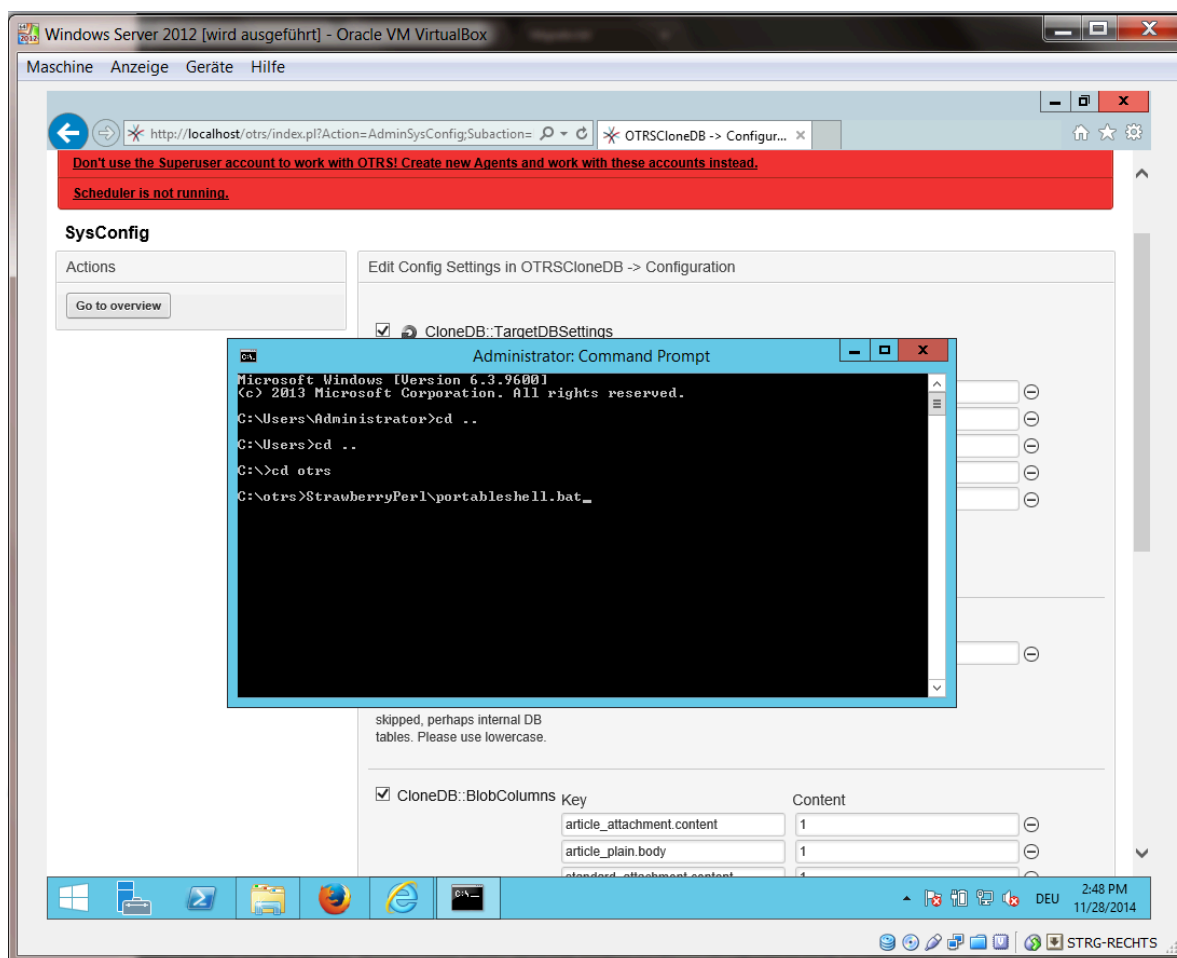 Windows Server 2012 [wird ausgeführt] - Oracle VM VirtualBox
Maschine Anzeige Geräte Hilfe
http://localhost/otrs/index.pl?Action=AdminSysConfig;Subaction=
OTRSCloneDB -> Configur...
Don't use the Superuser account to work with OTRS! Create new Agents and work with these accounts instead.
Scheduler is not running.
SysConfig
Actions
Go to overview
Edit Config Settings in OTRSCloneDB -> Configuration
CloneDB::TargetDBSettings
Administrator: Command Prompt
Microsoft Windows [Version 6.3.9600]
(c) 2013 Microsoft Corporation. All rights reserved.
C:\Users\Administrator>cd ..
C:\Users>cd ..
C:\>cd otrs
C:\otrs>StrawberryPerl\portableshell.bat_
skipped, perhaps internal DB
tables. Please use lowercase.
CloneDB::BlobColumns
Key Content
article_attachment.content 1
article_plain.body 1
standard_attachment.content 1
DEU
2:48 PM
11/28/2014
STRG-RECHTS